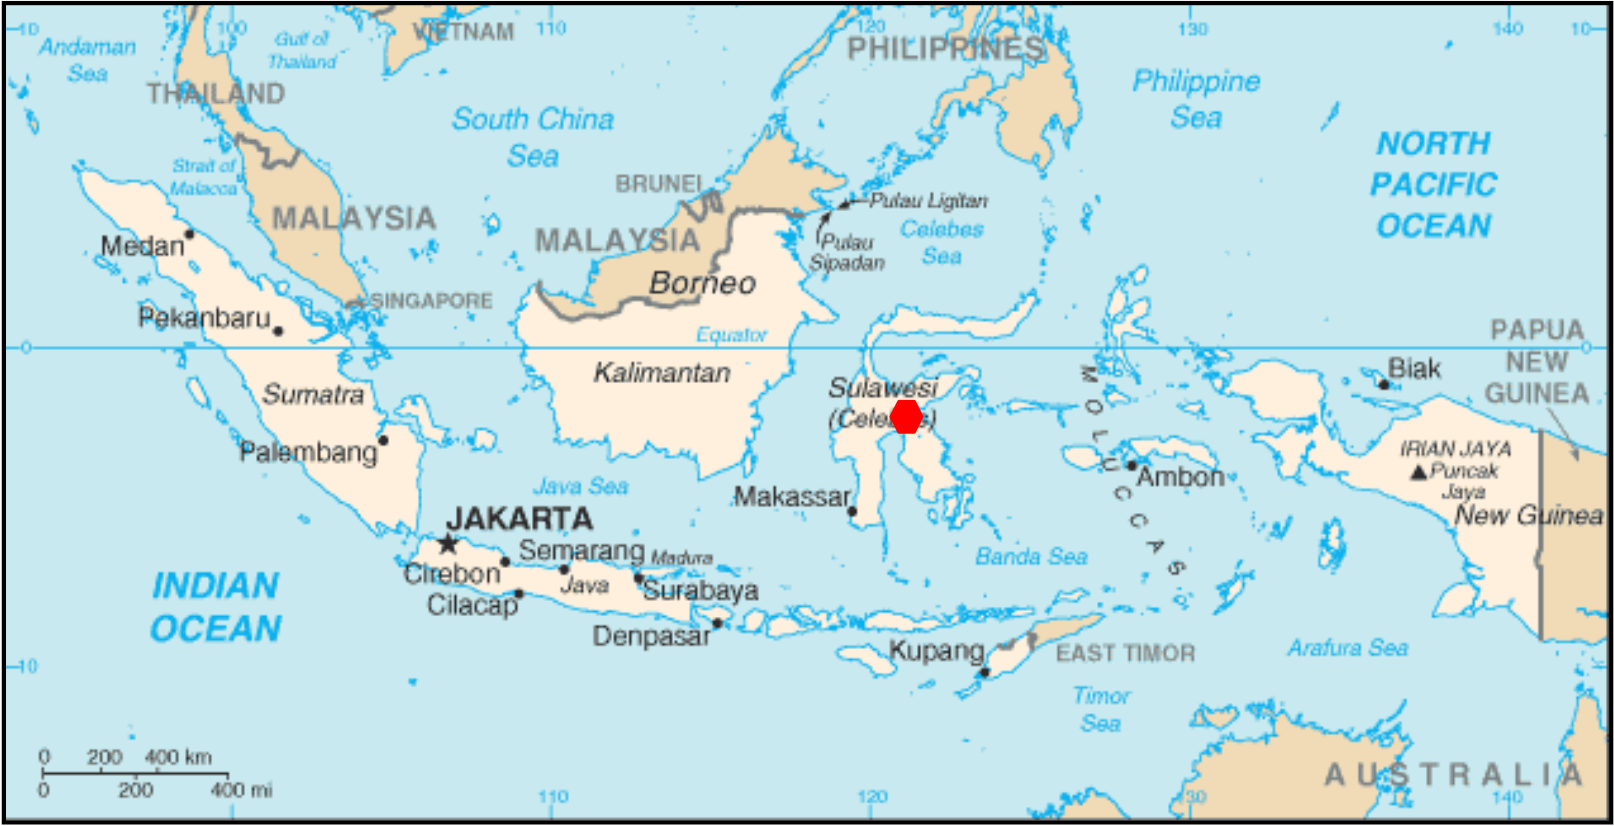 10
100
110
120
130
140
10
Andaman
Sea
Gulf of
Thailand
VIETNAM
PHILIPPINES
THAILAND
South China
Sea
Philippine
Sea
NORTH
PACIFIC
OCEAN
Strait of
Malacca
BRUNEI
Pulau Ligitan
MALAYSIA
MALAYSIA
Celebes
Sea
Pulau
Sipadan
Medan
Borneo
SINGAPORE
Pekanbaru
Equator
PAPUA
NEW
GUINEA
0
0
Kalimantan
Biak
Sumatra
Sulawesi
MOLUCCAS
Palembang
IRIAN JAYA
Puncak
Jaya
Ambon
Java Sea
Makassar
New Guinea
JAKARTA
Semarang
Madura
Banda Sea
Cirebon
Java
Surabaya
INDIAN
OCEAN
Cilacap
Denpasar
Kupang
EAST TIMOR
Arafura Sea
10
Timor
Sea
0 200 400 km
0 200 400 mi
AUSTRALIA
110
120
130
140